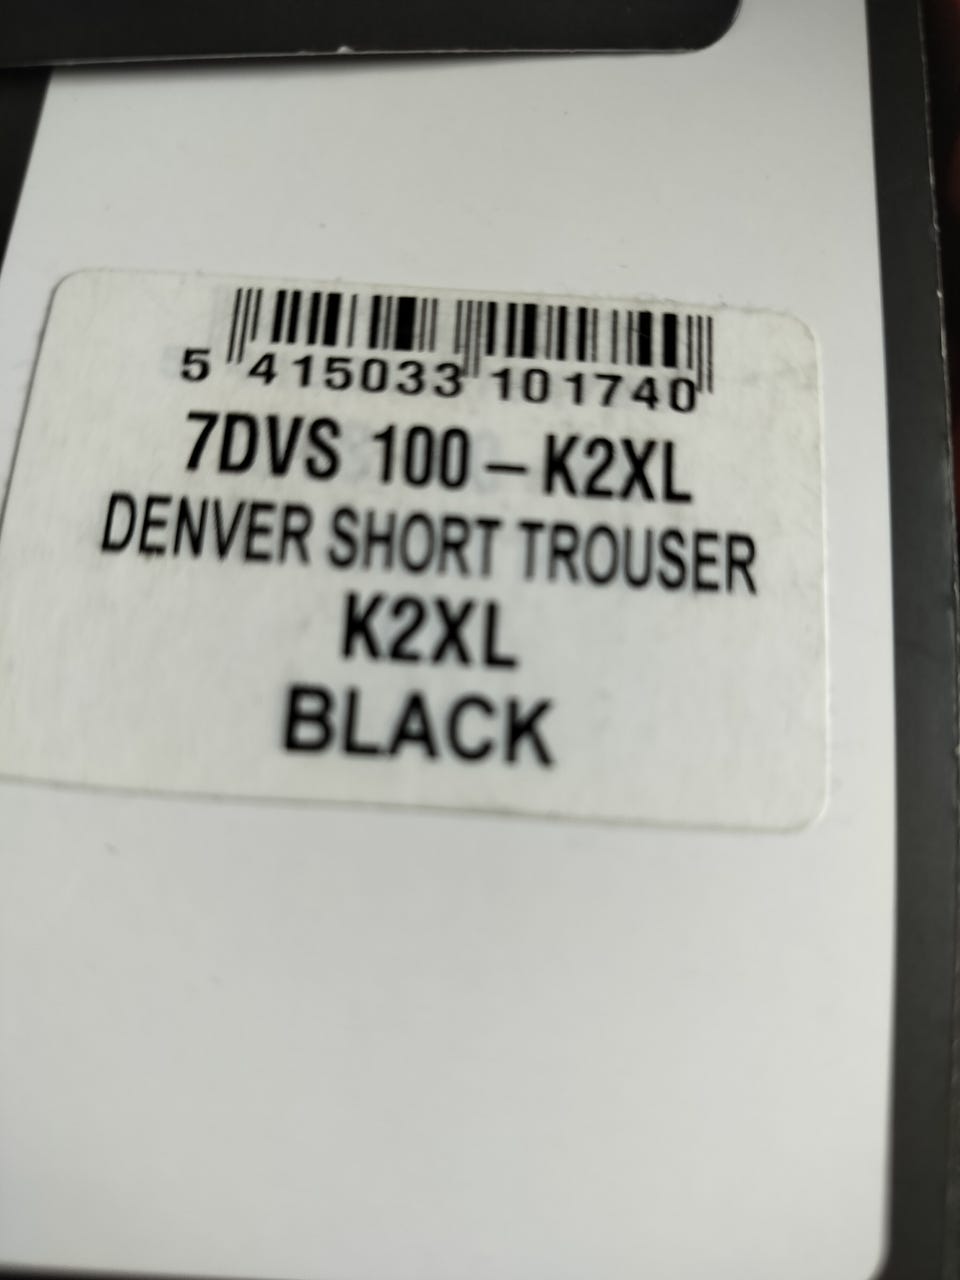 5 415033 101740
7DVS 100 – K2XL
DENVER SHORT TROUSER
K2XL
BLACK